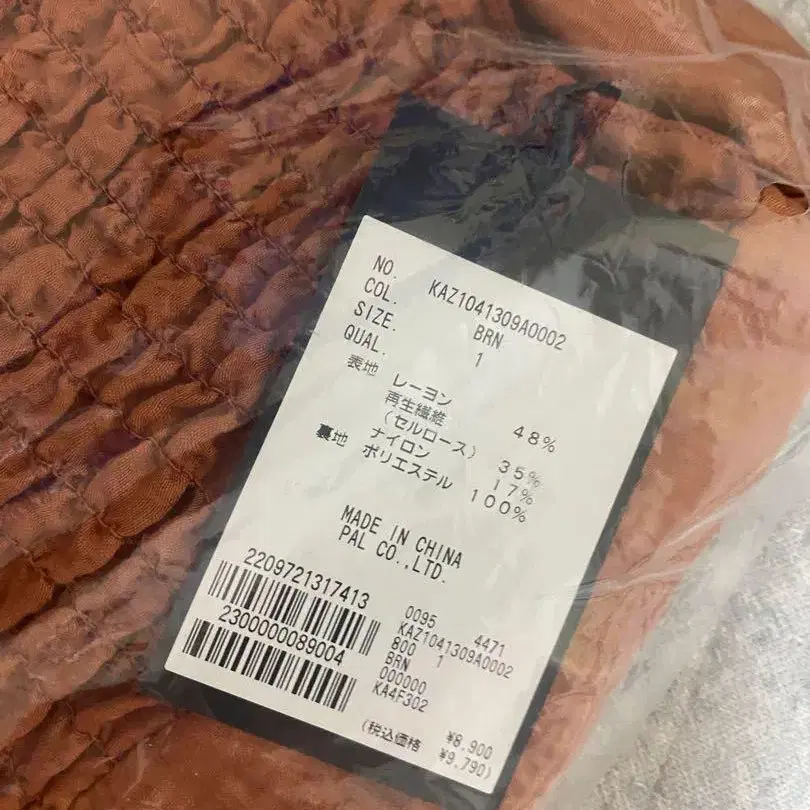 NO. KAZ1041309A0002
COL. BRN
SIZE. 1
QUAL.
表地 レーヨン 48%
再生繊維
(セルロース) 35%
ナイロン 17%
裏地 ポリエステル 100%
MADE IN CHINA
PAL CO.,LTD.
2209721317413
2300000089004
0095 4471
KAZ1041309A0002
800 1
BRN
000000
KA4F302
¥8,900
(税込価格 ¥9,790)